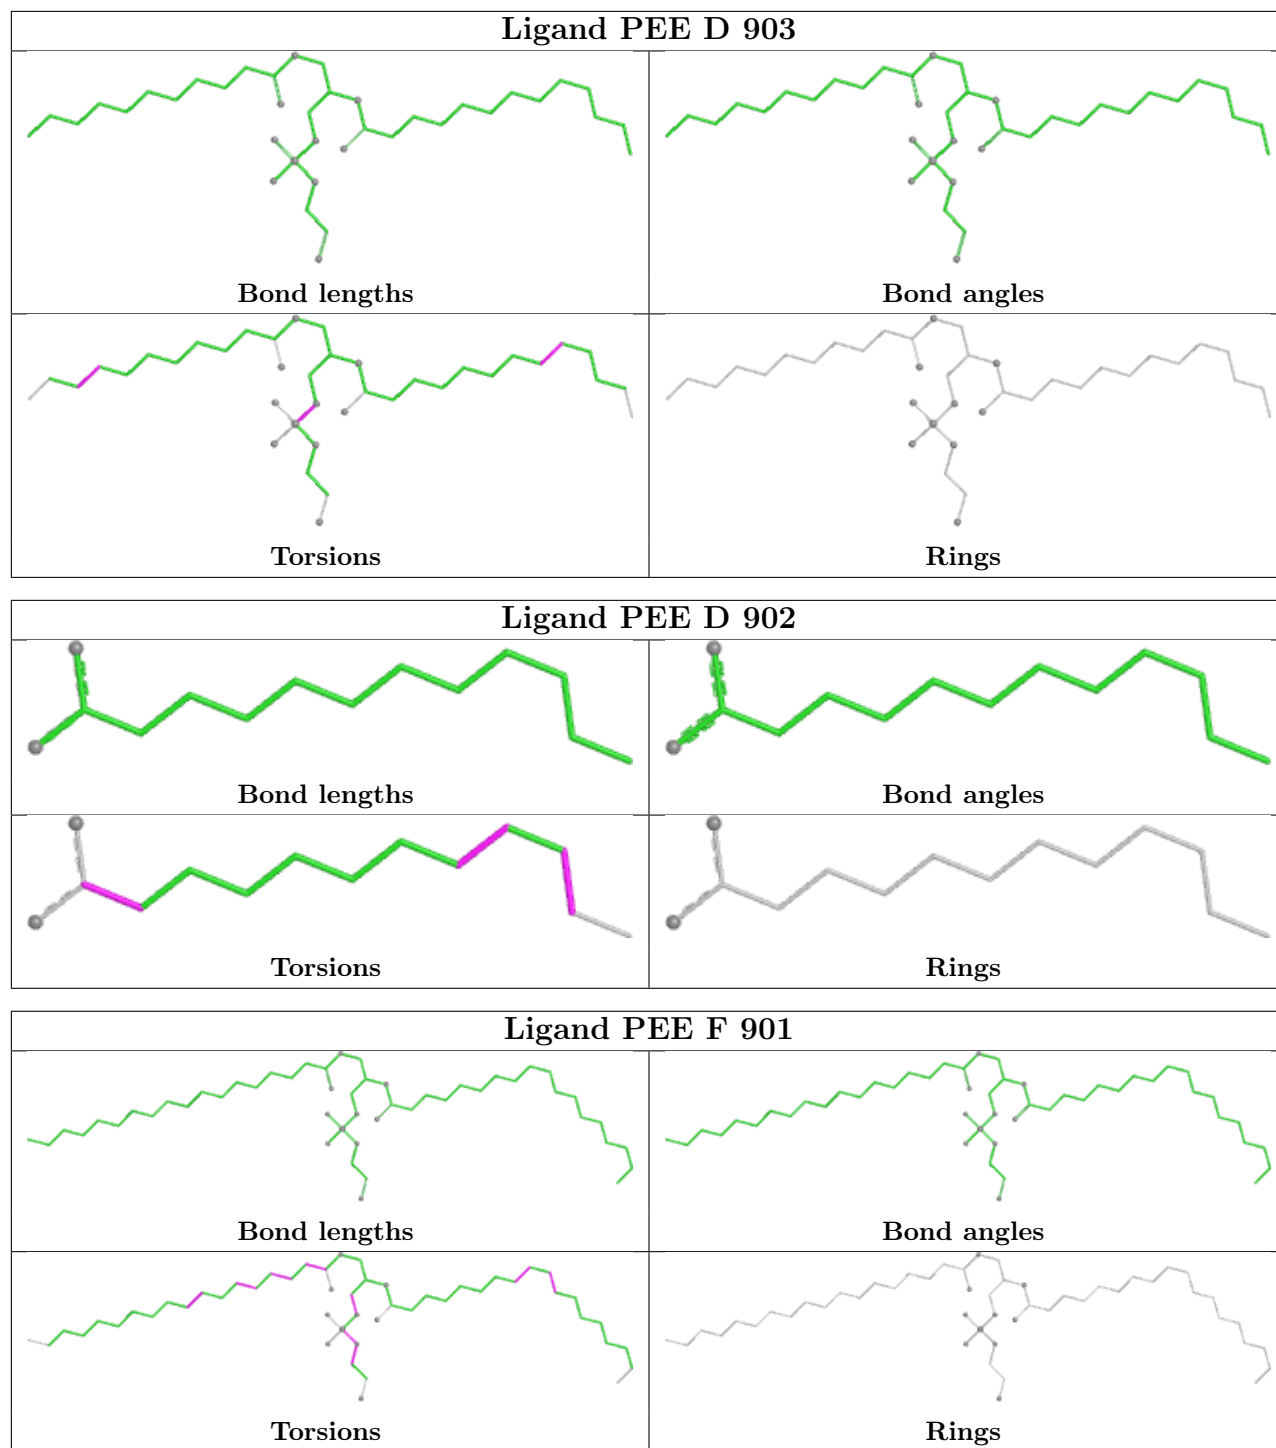 Ligand PEE D 903
Bond lengths
Bond angles
Torsions
Rings
Ligand PEE D 902
Bond lengths
Bond angles
Torsions
Rings
Ligand PEE F 901
Bond lengths
Bond angles
Torsions
Rings